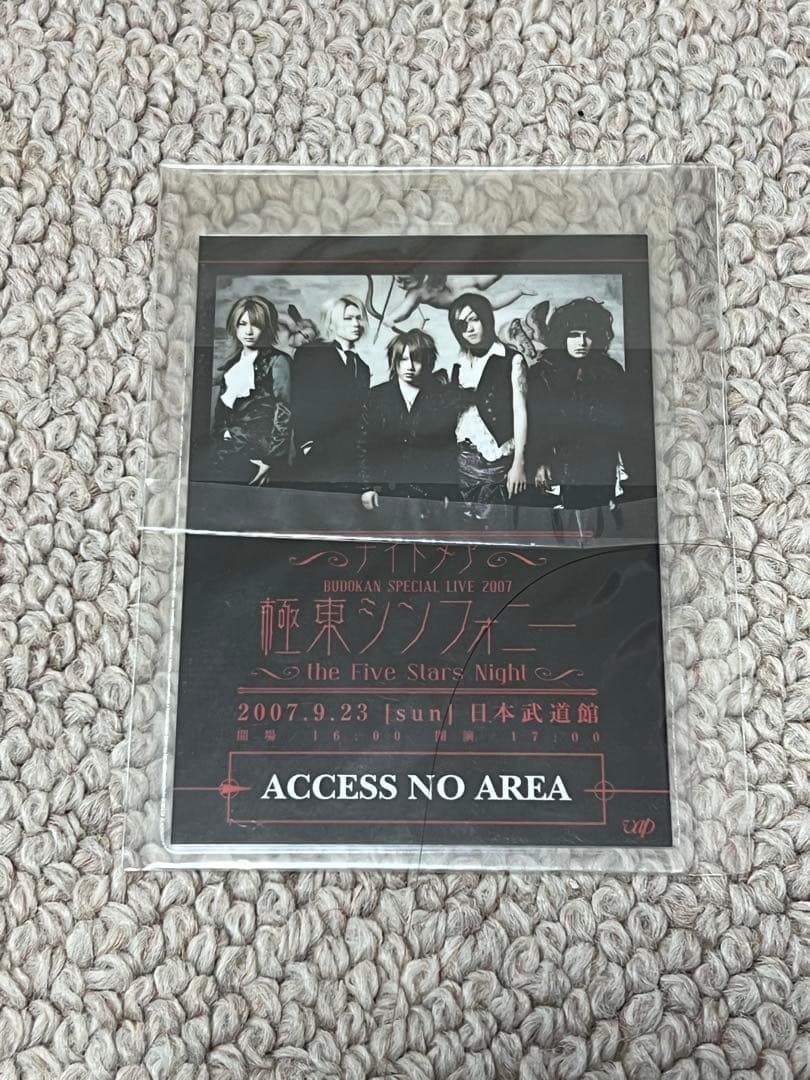 ナイトメア
BUDOKAN SPECIAL LIVE 2007
極東シンフォニー
the Five Stars Night
2007.9.23 [sun] 日本武道館
開場 16:00 開演 17:00
ACCESS NO AREA
vap